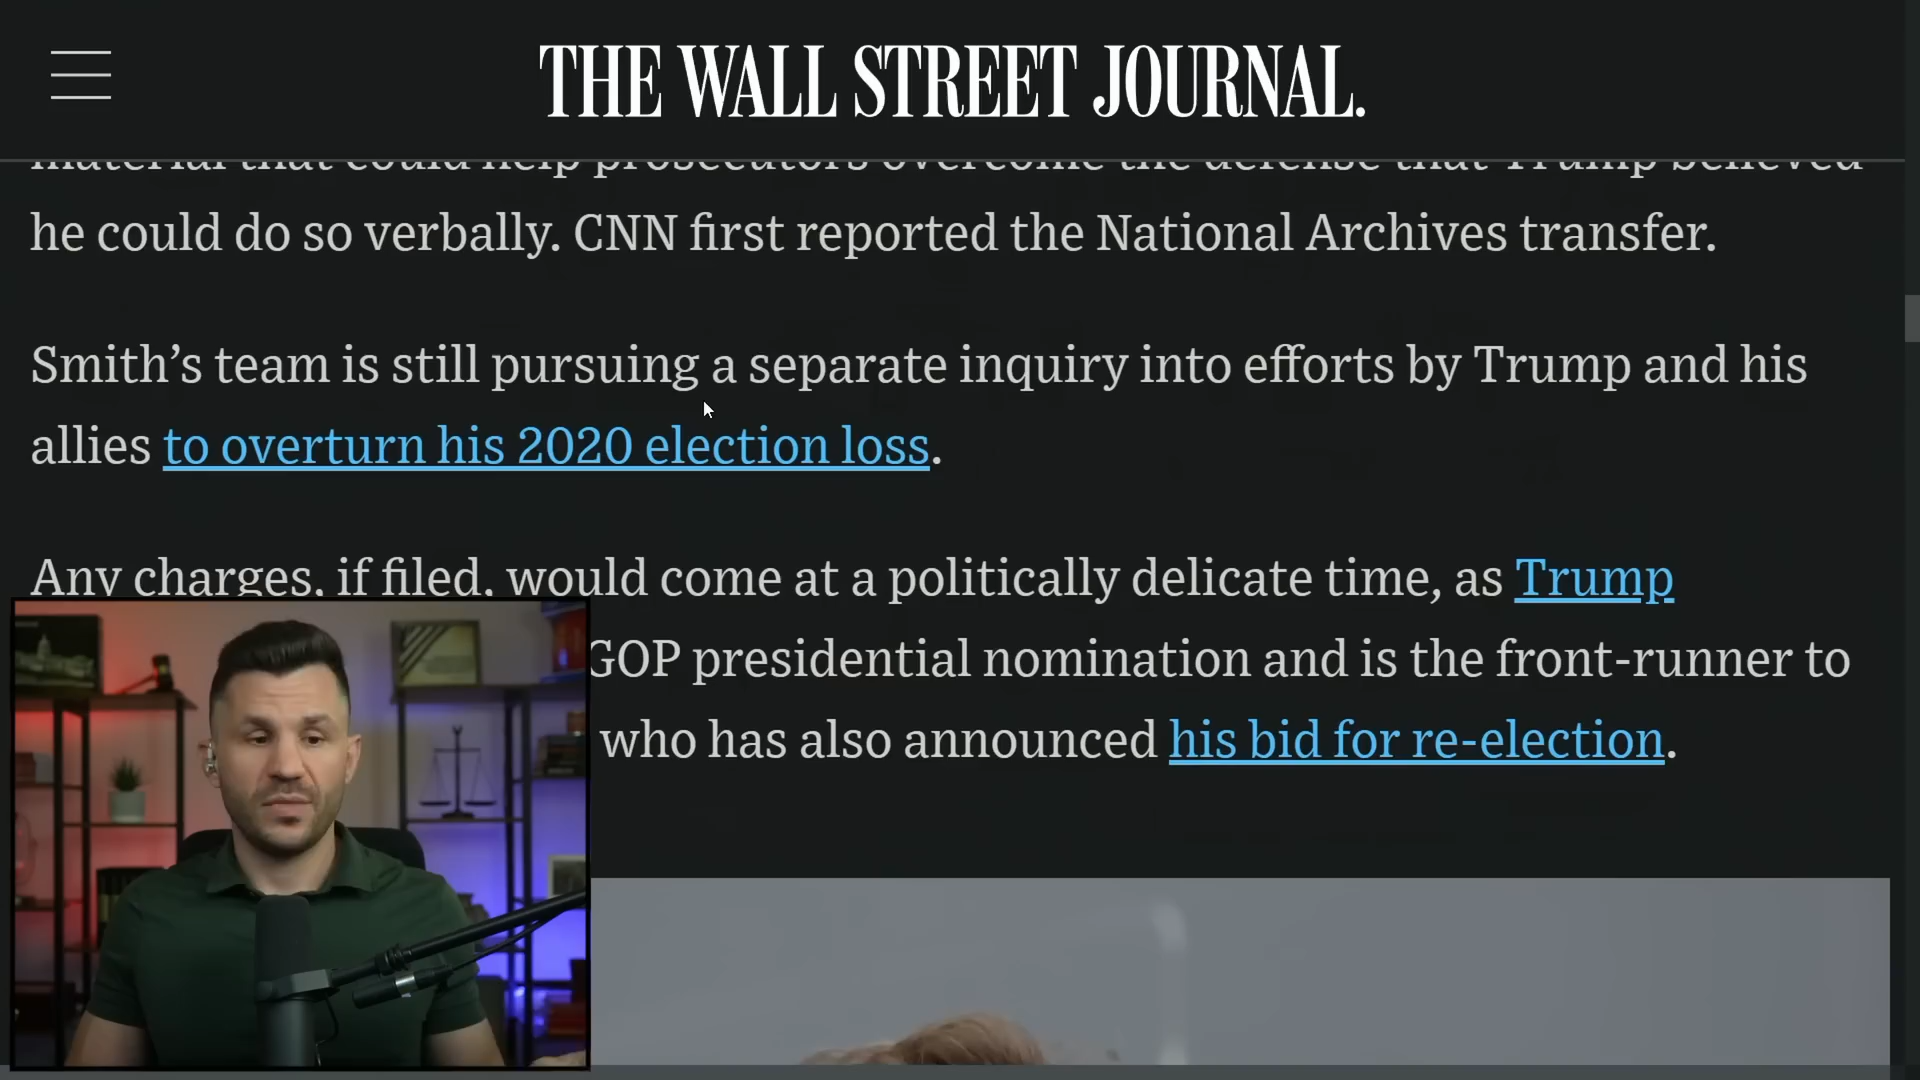 THE WALL STREET JOURNAL.
material that could help prosecutors overcome the defense that Trump believed
he could do so verbally. CNN first reported the National Archives transfer.
Smith’s team is still pursuing a separate inquiry into efforts by Trump and his
allies to overturn his 2020 election loss.
Any charges, if filed, would come at a politically delicate time, as Trump
GOP presidential nomination and is the front-runner to
who has also announced his bid for re-election.